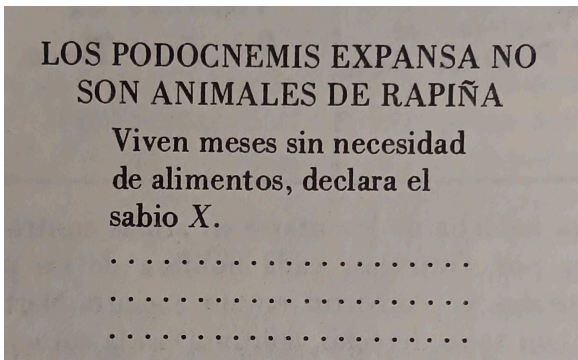 LOS PODOCNEMIS EXPANSA NO
SON ANIMALES DE RAPIÑA
Viven meses sin necesidad
de alimentos, declara el
sabio X.
. . . . . . . . . . . . . . . . . . . . . . . . .
. . . . . . . . . . . . . . . . . . . . . . . . .
. . . . . . . . . . . . . . . . . . . . . . . . .